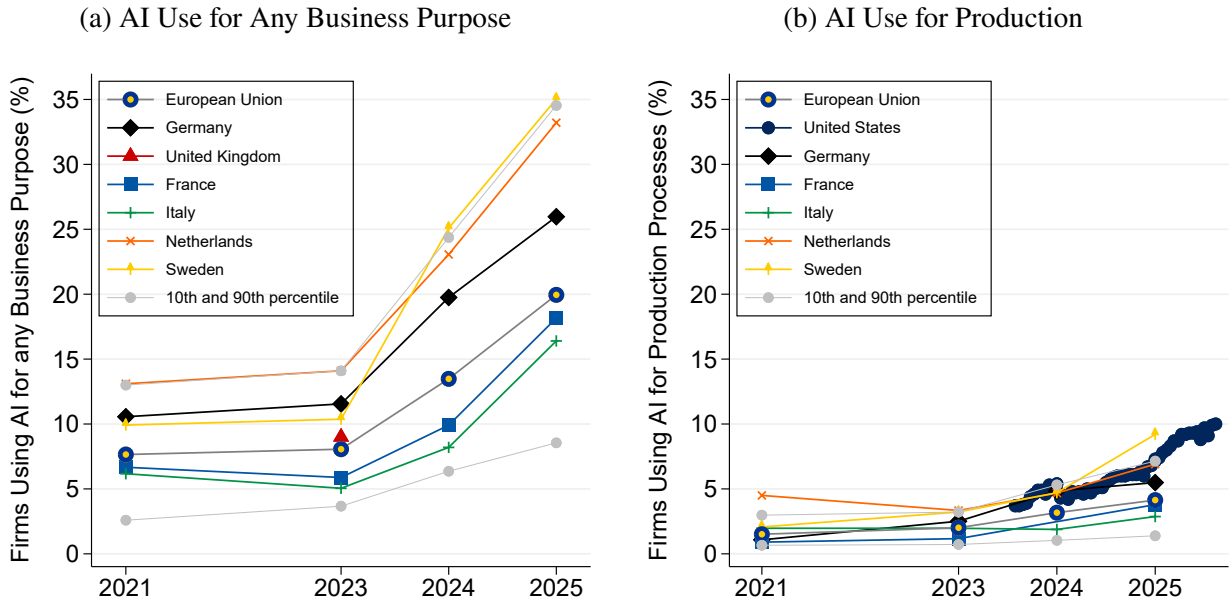 (a) AI Use for Any Business Purpose
Firms Using AI for any Business Purpose (%)
35
30
25
20
15
10
5
0
European Union
Germany
United Kingdom
France
Italy
Netherlands
Sweden
10th and 90th percentile
2021
2023
2024
2025
(b) AI Use for Production
Firms Using AI for Production Processes (%)
35
30
25
20
15
10
5
0
European Union
United States
Germany
France
Italy
Netherlands
Sweden
10th and 90th percentile
2021
2023
2024
2025